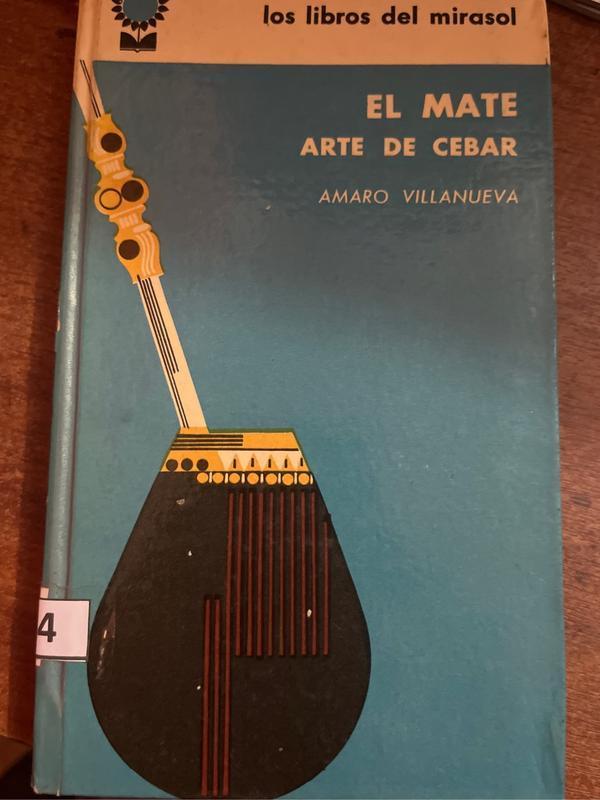 los libros del mirasol
EL MATE
ARTE DE CEBAR
AMARO VILLANUEVA
4